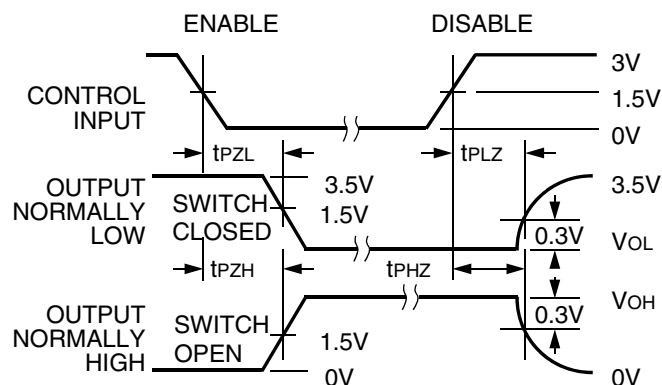 ENABLE DISABLE
3V
CONTROL INPUT
1.5V
0V
tPZL tPLZ
OUTPUT NORMALLY LOW
SWITCH CLOSED
3.5V
1.5V
3.5V
0.3V
VOL
tPZH tPHZ
OUTPUT NORMALLY HIGH
SWITCH OPEN
1.5V
0V
VOH
0.3V
0V